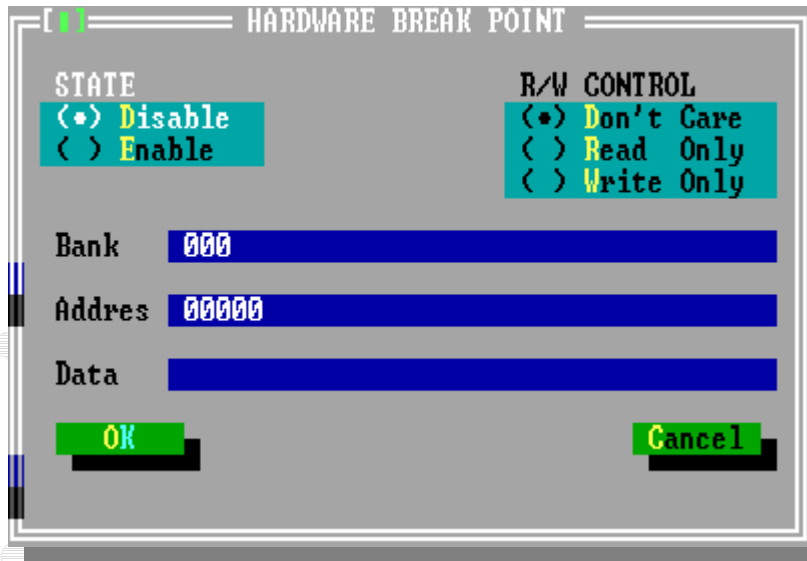 [▮] HARDWARE BREAK POINT
STATE
(•) Disable
( ) Enable
R/W CONTROL
(•) Don't Care
( ) Read Only
( ) Write Only
Bank 000
Addres 00000
Data
OK
Cancel